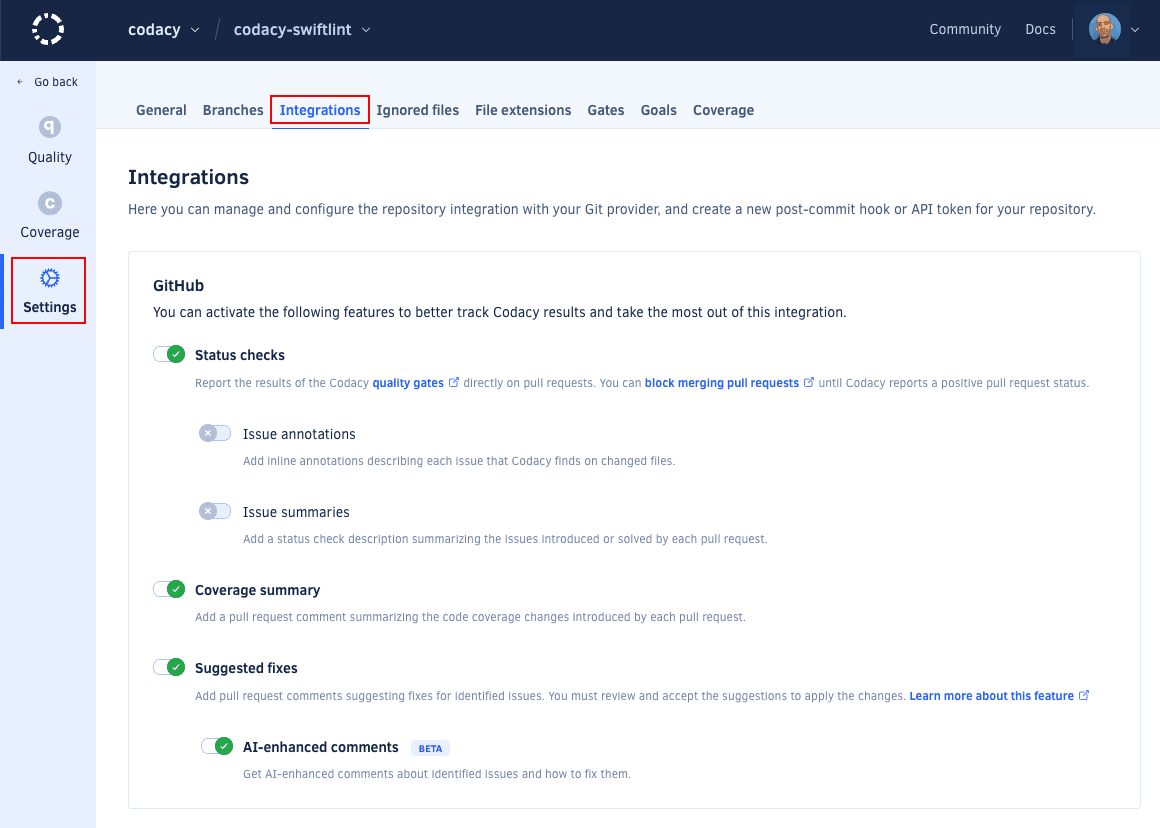 codacy codacy-swiftlint Community Docs
Go back
General Branches Integrations Ignored files File extensions Gates Goals Coverage
q
Quality
c
Coverage
Settings
Integrations
Here you can manage and configure the repository integration with your Git provider, and create a new post-commit hook or API token for your repository.
GitHub
You can activate the following features to better track Codacy results and take the most out of this integration.
Status checks
Report the results of the Codacy quality gates directly on pull requests. You can block merging pull requests until Codacy reports a positive pull request status.
Issue annotations
Add inline annotations describing each issue that Codacy finds on changed files.
Issue summaries
Add a status check description summarizing the issues introduced or solved by each pull request.
Coverage summary
Add a pull request comment summarizing the code coverage changes introduced by each pull request.
Suggested fixes
Add pull request comments suggesting fixes for identified issues. You must review and accept the suggestions to apply the changes. Learn more about this feature
AI-enhanced comments BETA
Get AI-enhanced comments about identified issues and how to fix them.